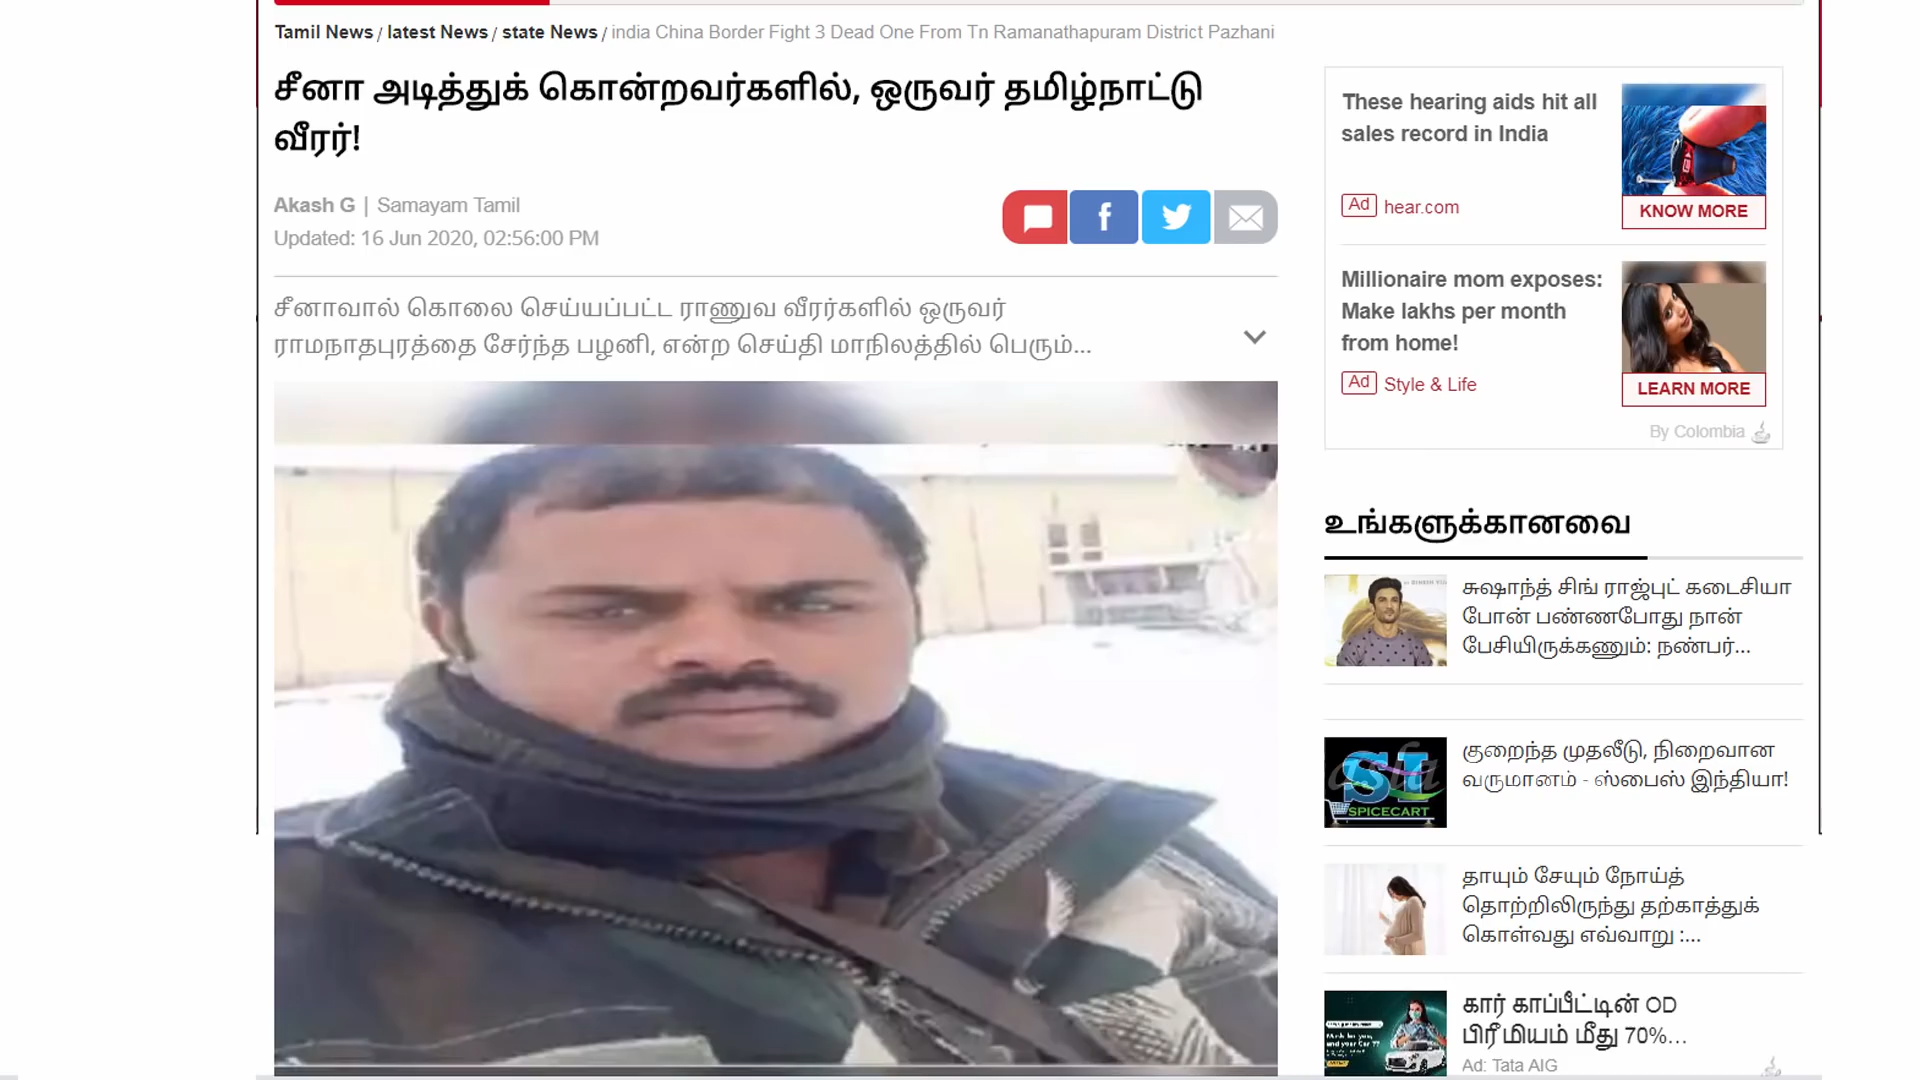 Tamil News / latest News / state News / india China Border Fight 3 Dead One From Tn Ramanathapuram District Pazhani
சீனா அடித்துக் கொன்றவர்களில், ஒருவர் தமிழ்நாட்டு
வீரர்!
Akash G | Samayam Tamil
Updated: 16 Jun 2020, 02:56:00 PM
சீனாவால் கொலை செய்யப்பட்ட ராணுவ வீரர்களில் ஒருவர்
ராமநாதபுரத்தை சேர்ந்த பழனி, என்ற செய்தி மாநிலத்தில் பெரும்...
These hearing aids hit all
sales record in India
Ad hear.com
KNOW MORE
Millionaire mom exposes:
Make lakhs per month
from home!
Ad Style & Life
LEARN MORE
By Colombia
உங்களுக்கானவை
சுஷாந்த் சிங் ராஜ்புட் கடைசியா
போன் பண்ணபோது நான்
பேசியிருக்கணும்: நண்பர்...
குறைந்த முதலீடு, நிறைவான
வருமானம் - ஸ்பைஸ் இந்தியா!
SI
SPICECART
தாயும் சேயும் நோய்த்
தொற்றிலிருந்து தற்காத்துக்
கொள்வது எவ்வாறு :...
கார் காப்பீட்டின் OD
பிரீமியம் மீது 70%...
Ad: Tata AIG